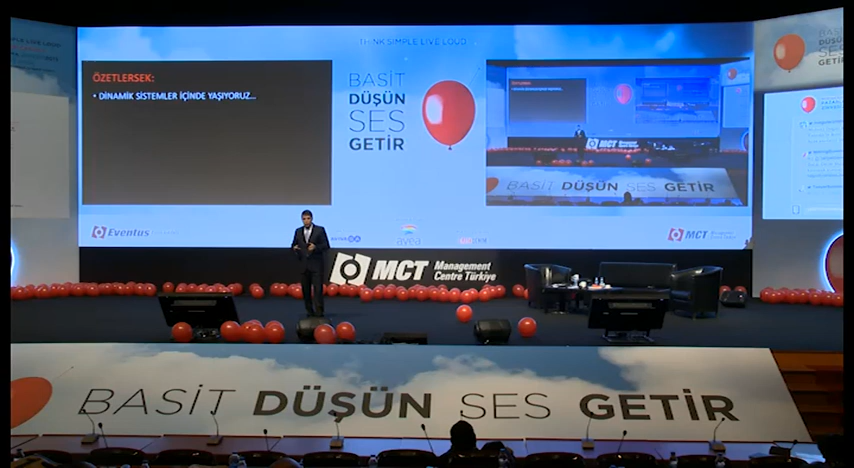 THINK SIMPLE LIVE LOUD
ÖZETLERSEK:
• DİNAMİK SİSTEMLER İÇİNDE YAŞIYORUZ...
BASİT
DÜŞÜN
SES
GETİR
BASİT
DÜŞÜN
SES
GETİR
MCT
BASİT DÜŞÜN SES GETİR
Eventus
avea
MCT
MCT Management
Centre Türkiye
BASİT DÜŞÜN SES GETİR